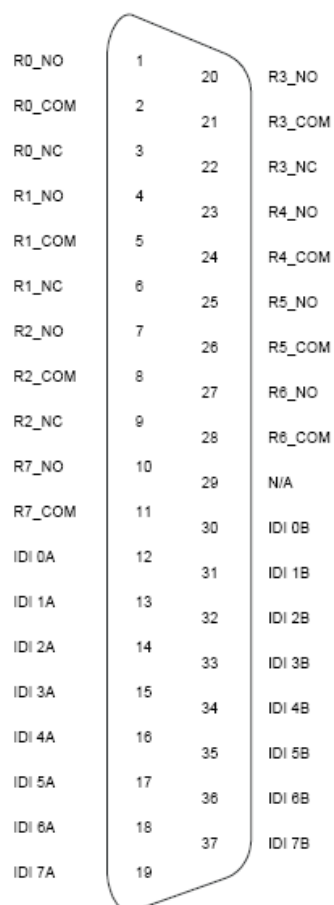 R0_NO 1
20 R3_NO
R0_COM 2
21 R3_COM
R0_NC 3
22 R3_NC
R1_NO 4
23 R4_NO
R1_COM 5
24 R4_COM
R1_NC 6
25 R5_NO
R2_NO 7
26 R5_COM
R2_COM 8
27 R6_NO
R2_NC 9
28 R6_COM
R7_NO 10
29 N/A
R7_COM 11
30 IDI 0B
IDI 0A 12
31 IDI 1B
IDI 1A 13
32 IDI 2B
IDI 2A 14
33 IDI 3B
IDI 3A 15
34 IDI 4B
IDI 4A 16
35 IDI 5B
IDI 5A 17
36 IDI 6B
IDI 6A 18
37 IDI 7B
IDI 7A 19